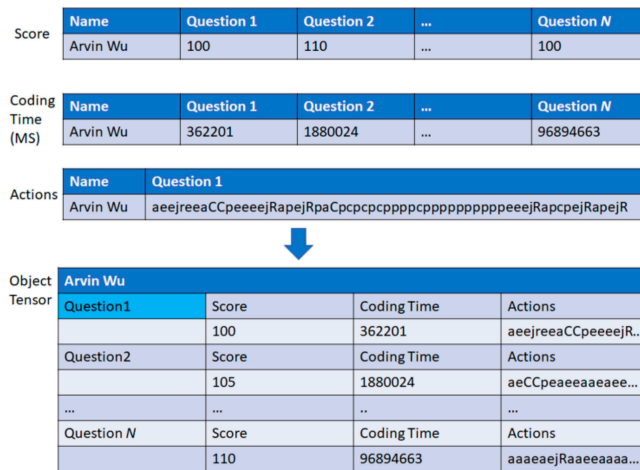 Score
Name Question 1 Question 2 ... Question N
Arvin Wu 100 110 ... 100
Coding
Time
(MS)
Name Question 1 Question 2 ... Question N
Arvin Wu 362201 1880024 ... 96894663
Actions
Name Question 1
Arvin Wu aeejreeaCCpeeeejRapejRpaCpcpcpcppppcppppppppppeeejRapcpejRapejR
Object
Tensor
Arvin Wu
Question1 Score Coding Time Actions
100 362201 aeejreeaCCpeeeejR...
Question2 Score Coding Time Actions
105 1880024 aeCCpeaeeaaeaee...
... ... .. ...
Question N Score Coding Time Actions
110 96894663 aaaeaejRaaeeaaaa...